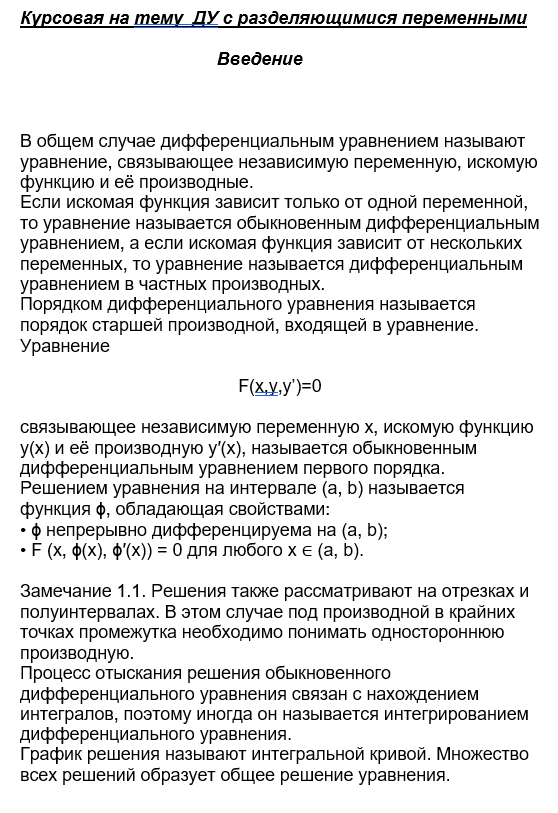 Курсовая на тему ДУ с разделяющимися переменными
Введение
В общем случае дифференциальным уравнением называют
уравнение, связывающее независимую переменную, искомую
функцию и её производные.
Если искомая функция зависит только от одной переменной,
то уравнение называется обыкновенным дифференциальным
уравнением, а если искомая функция зависит от нескольких
переменных, то уравнение называется дифференциальным
уравнением в частных производных.
Порядком дифференциального уравнения называется
порядок старшей производной, входящей в уравнение.
Уравнение
F(x,y,y’)=0
связывающее независимую переменную x, искомую функцию
y(x) и её производную y′(x), называется обыкновенным
дифференциальным уравнением первого порядка.
Решением уравнения на интервале (a, b) называется
функция ϕ, обладающая свойствами:
• ϕ непрерывно дифференцируема на (a, b);
• F (x, ϕ(x), ϕ′(x)) = 0 для любого x ∈ (a, b).
Замечание 1.1. Решения также рассматривают на отрезках и
полуинтервалах. В этом случае под производной в крайних
точках промежутка необходимо понимать одностороннюю
производную.
Процесс отыскания решения обыкновенного
дифференциального уравнения связан с нахождением
интегралов, поэтому иногда он называется интегрированием
дифференциального уравнения.
График решения называют интегральной кривой. Множество
всех решений образует общее решение уравнения.